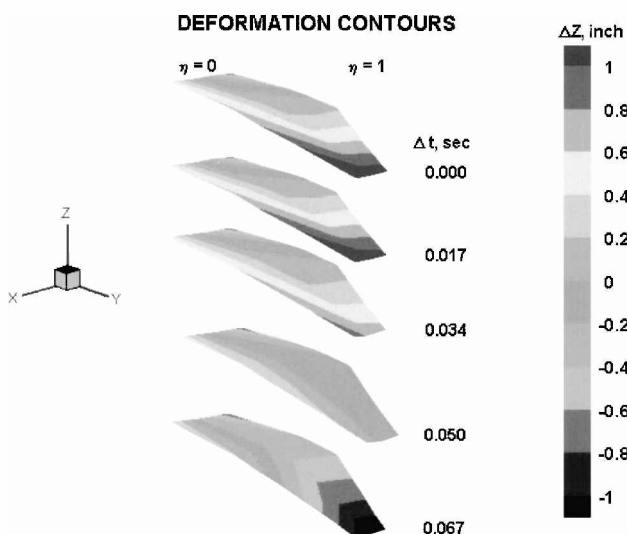 DEFORMATION CONTOURS
ΔZ, inch
η = 0
η = 1
1
0.8
0.6
0.4
0.2
0
-0.2
-0.4
-0.6
-0.8
-1
Δt, sec
0.000
0.017
0.034
0.050
0.067
Z
X
Y